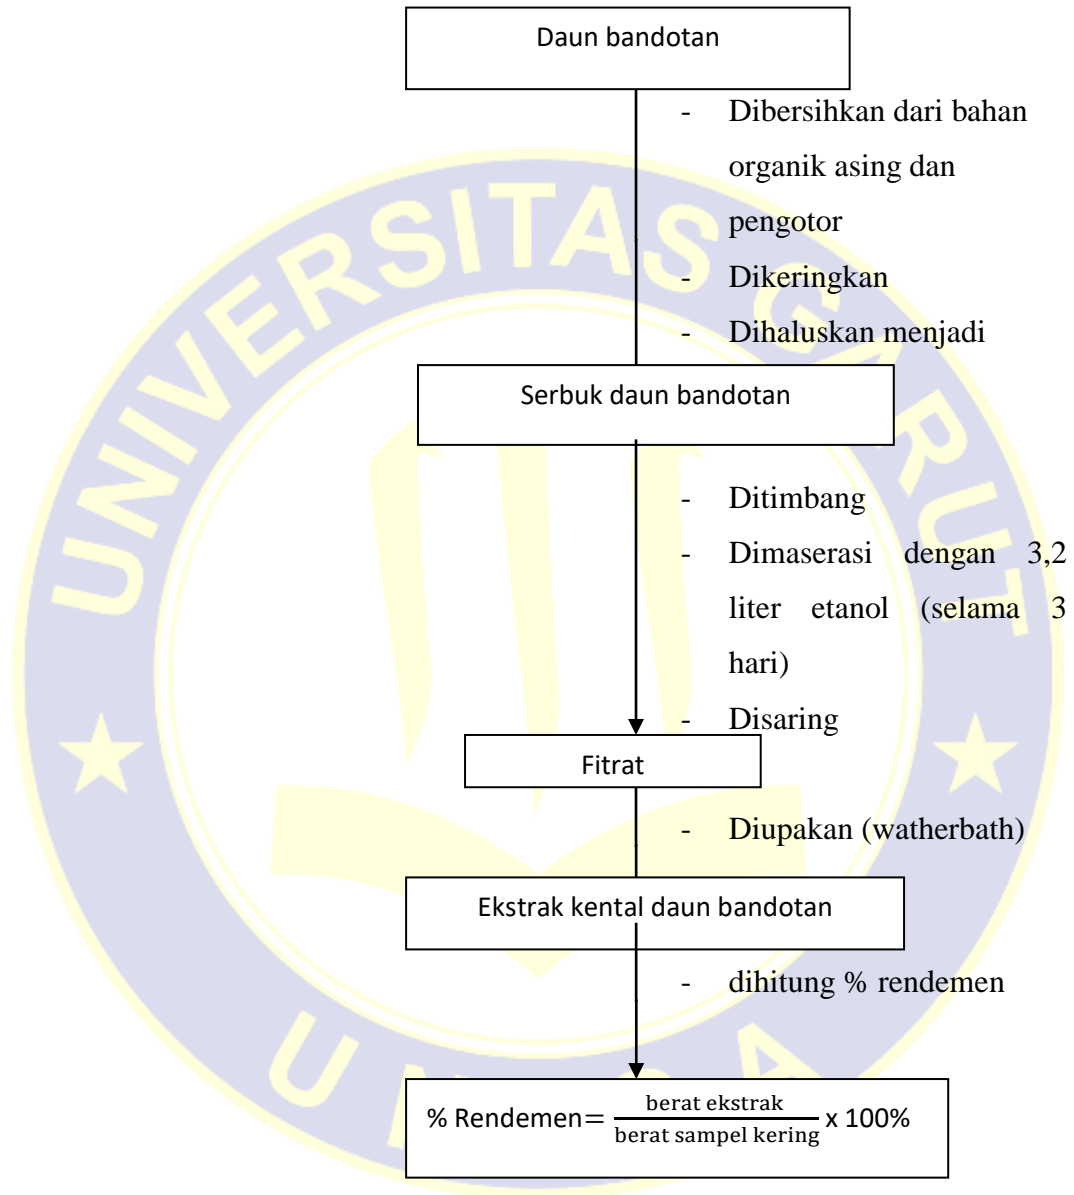 Daun bandotan
- Dibersihkan dari bahan
organik asing dan
pengotor
- Dikeringkan
- Dihaluskan menjadi
Serbuk daun bandotan
- Ditimbang
- Dimaserasi dengan 3,2
liter etanol (selama 3
hari)
- Disaring
Fitrat
- Diupakan (watherbath)
Ekstrak kental daun bandotan
- dihitung % rendemen
% Rendemen= berat ekstrak / berat sampel kering x 100%
UNIVERSITAS GARUT